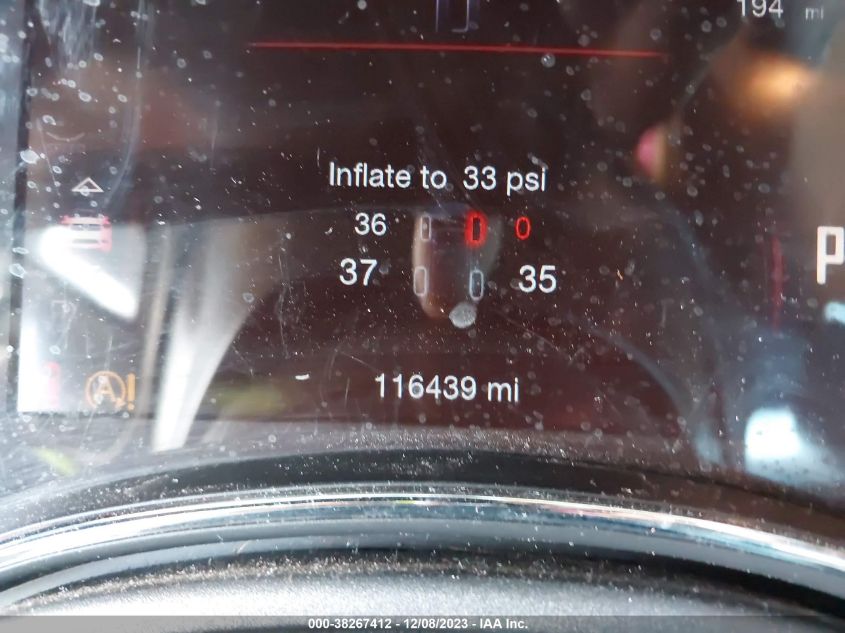 194 mi
Inflate to 33 psi
36 0
37 35
P
A!
116439 mi
000-38267412 - 12/08/2023 - IAA Inc.